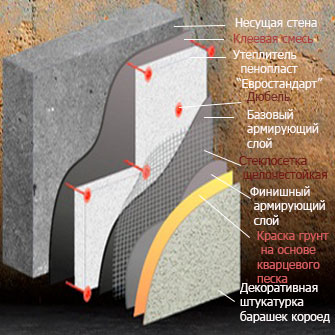 Несущая стена
Клеевая смесь
Утеплитель
пенопласт
"Евростандарт"
Дюбель
Базовый
армирующий
слой
Стеклосетка
щелочестойкая
Финишный
армирующий
слой
Краска грунт
на основе
кварцевого
песка
Декоративная
штукатурка
барашек короед